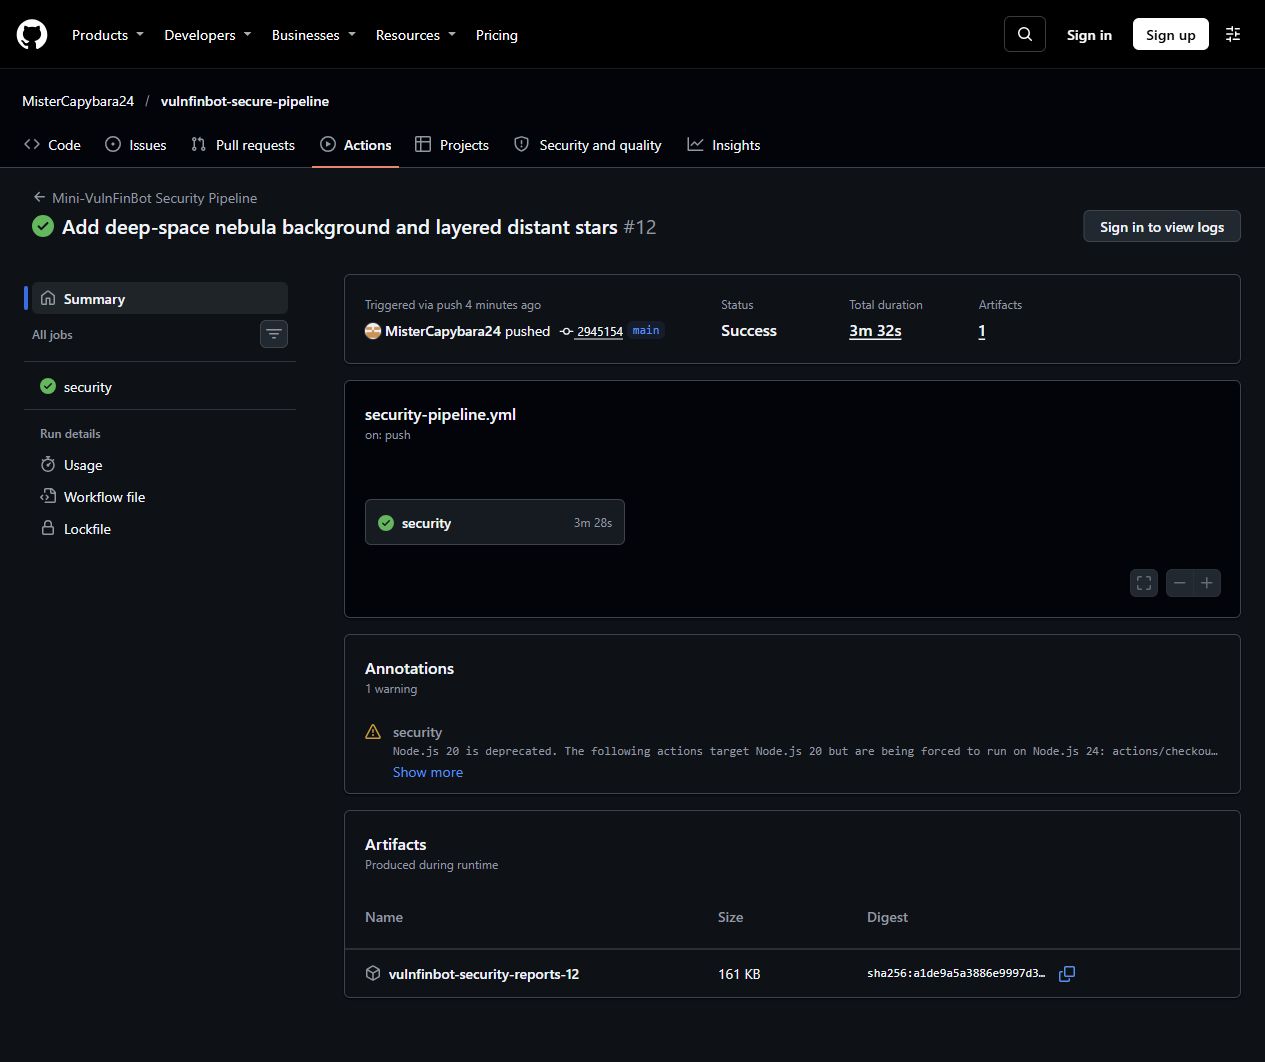 Products Developers Businesses Resources Pricing Sign in Sign up
MisterCapybara24 / vulnfinbot-secure-pipeline
Code Issues Pull requests Actions Projects Security and quality Insights
Mini-VulnFinBot Security Pipeline
Add deep-space nebula background and layered distant stars #12
Sign in to view logs
Summary
All jobs
security
Run details
Usage
Workflow file
Lockfile
Triggered via push 4 minutes ago
MisterCapybara24 pushed 2945154 main
Status
Success
Total duration
3m 32s
Artifacts
1
security-pipeline.yml
on: push
security 3m 28s
Annotations
1 warning
security
Node.js 20 is deprecated. The following actions target Node.js 20 but are being forced to run on Node.js 24: actions/checkou…
Show more
Artifacts
Produced during runtime
Name Size Digest
vulnfinbot-security-reports-12 161 KB sha256:a1de9a5a3886e9997d3…